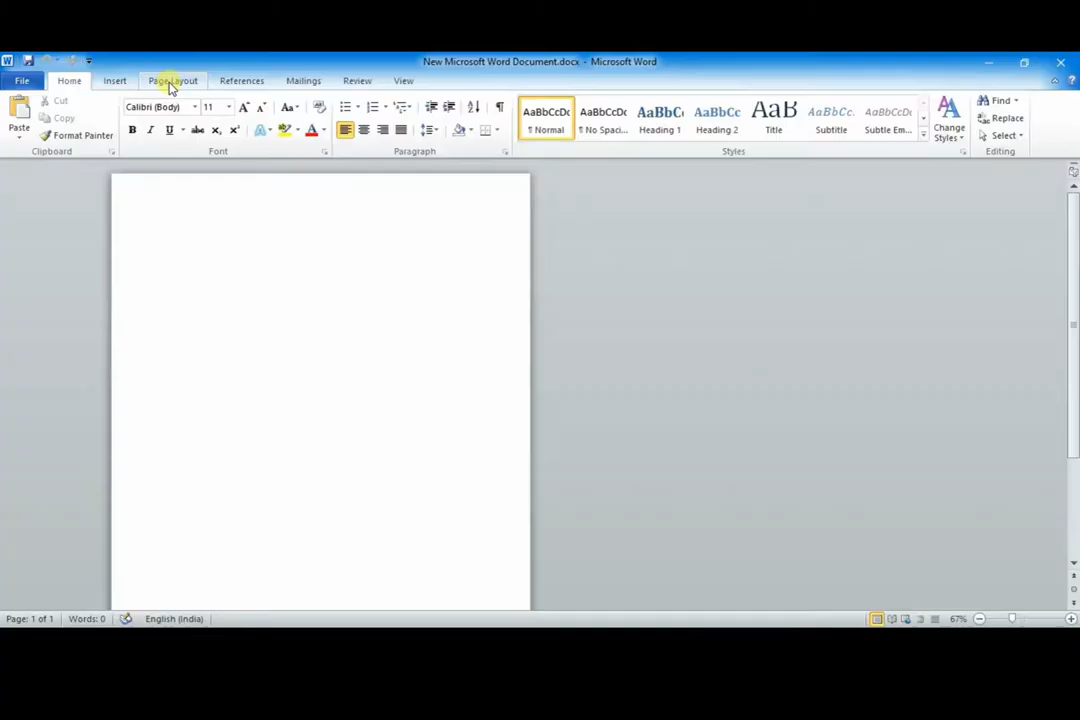 New Microsoft Word Document.docx - Microsoft Word
File Home Insert Page Layout References Mailings Review View
Cut
Copy
Format Painter
Paste
Clipboard
Calibri (Body) 11
Font
Paragraph
AaBbCcDc AaBbCcDc AaBbC AaBbCc AaB AaBbCc. AaBbCcDc
¶ Normal ¶ No Spaci... Heading 1 Heading 2 Title Subtitle Subtle Em...
Styles
Change
Styles
Find
Replace
Select
Editing
Page: 1 of 1 Words: 0 English (India) 67%